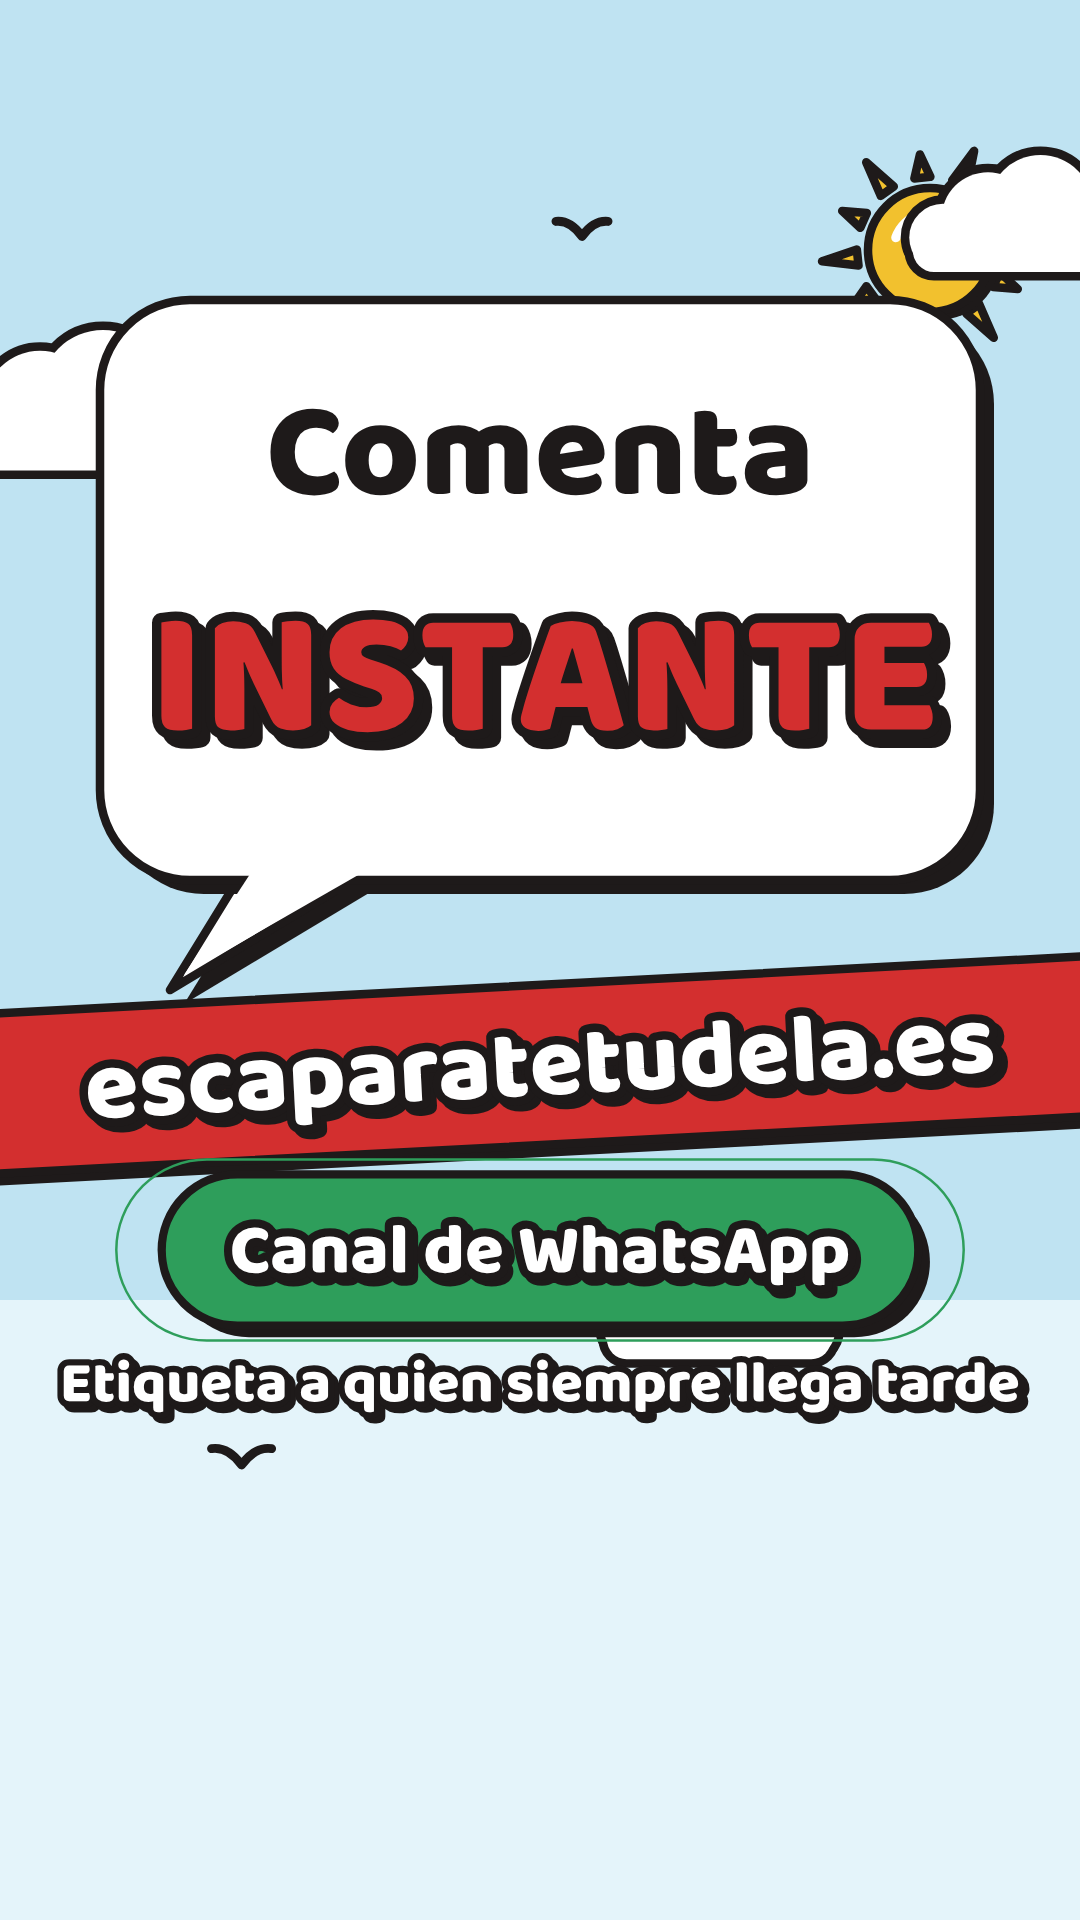 Comenta
INSTANTE
escaparatetudela.es
Canal de WhatsApp
Etiqueta a quien siempre llega tarde